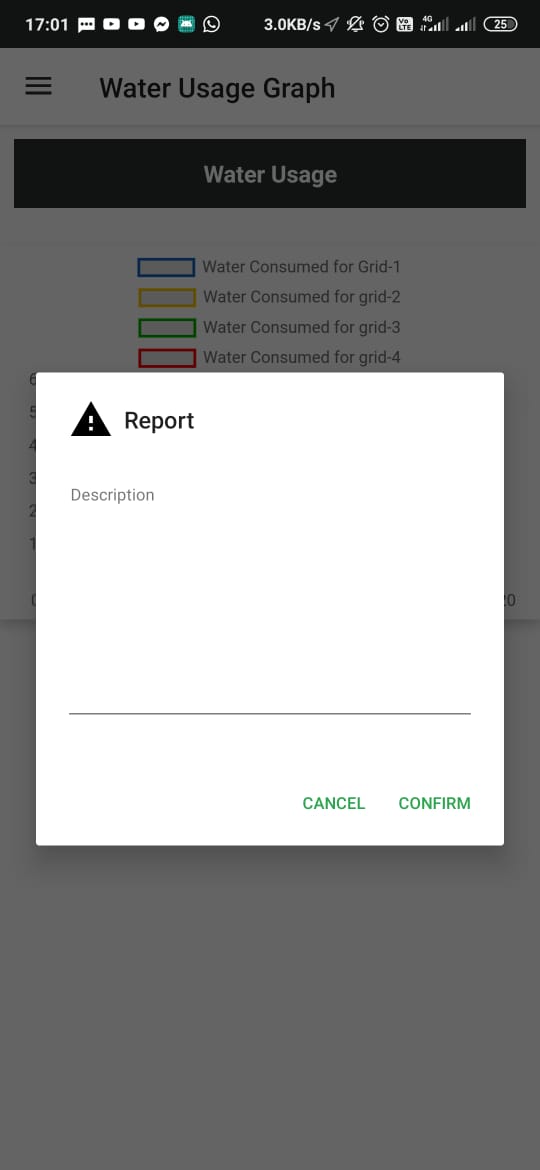 17:01 3.0KB/s Vo LTE 4G 25
Water Usage Graph
Water Usage
Water Consumed for Grid-1
Water Consumed for grid-2
Water Consumed for grid-3
Water Consumed for grid-4
6
5
4
3
2
1
Report
Description
CANCEL CONFIRM